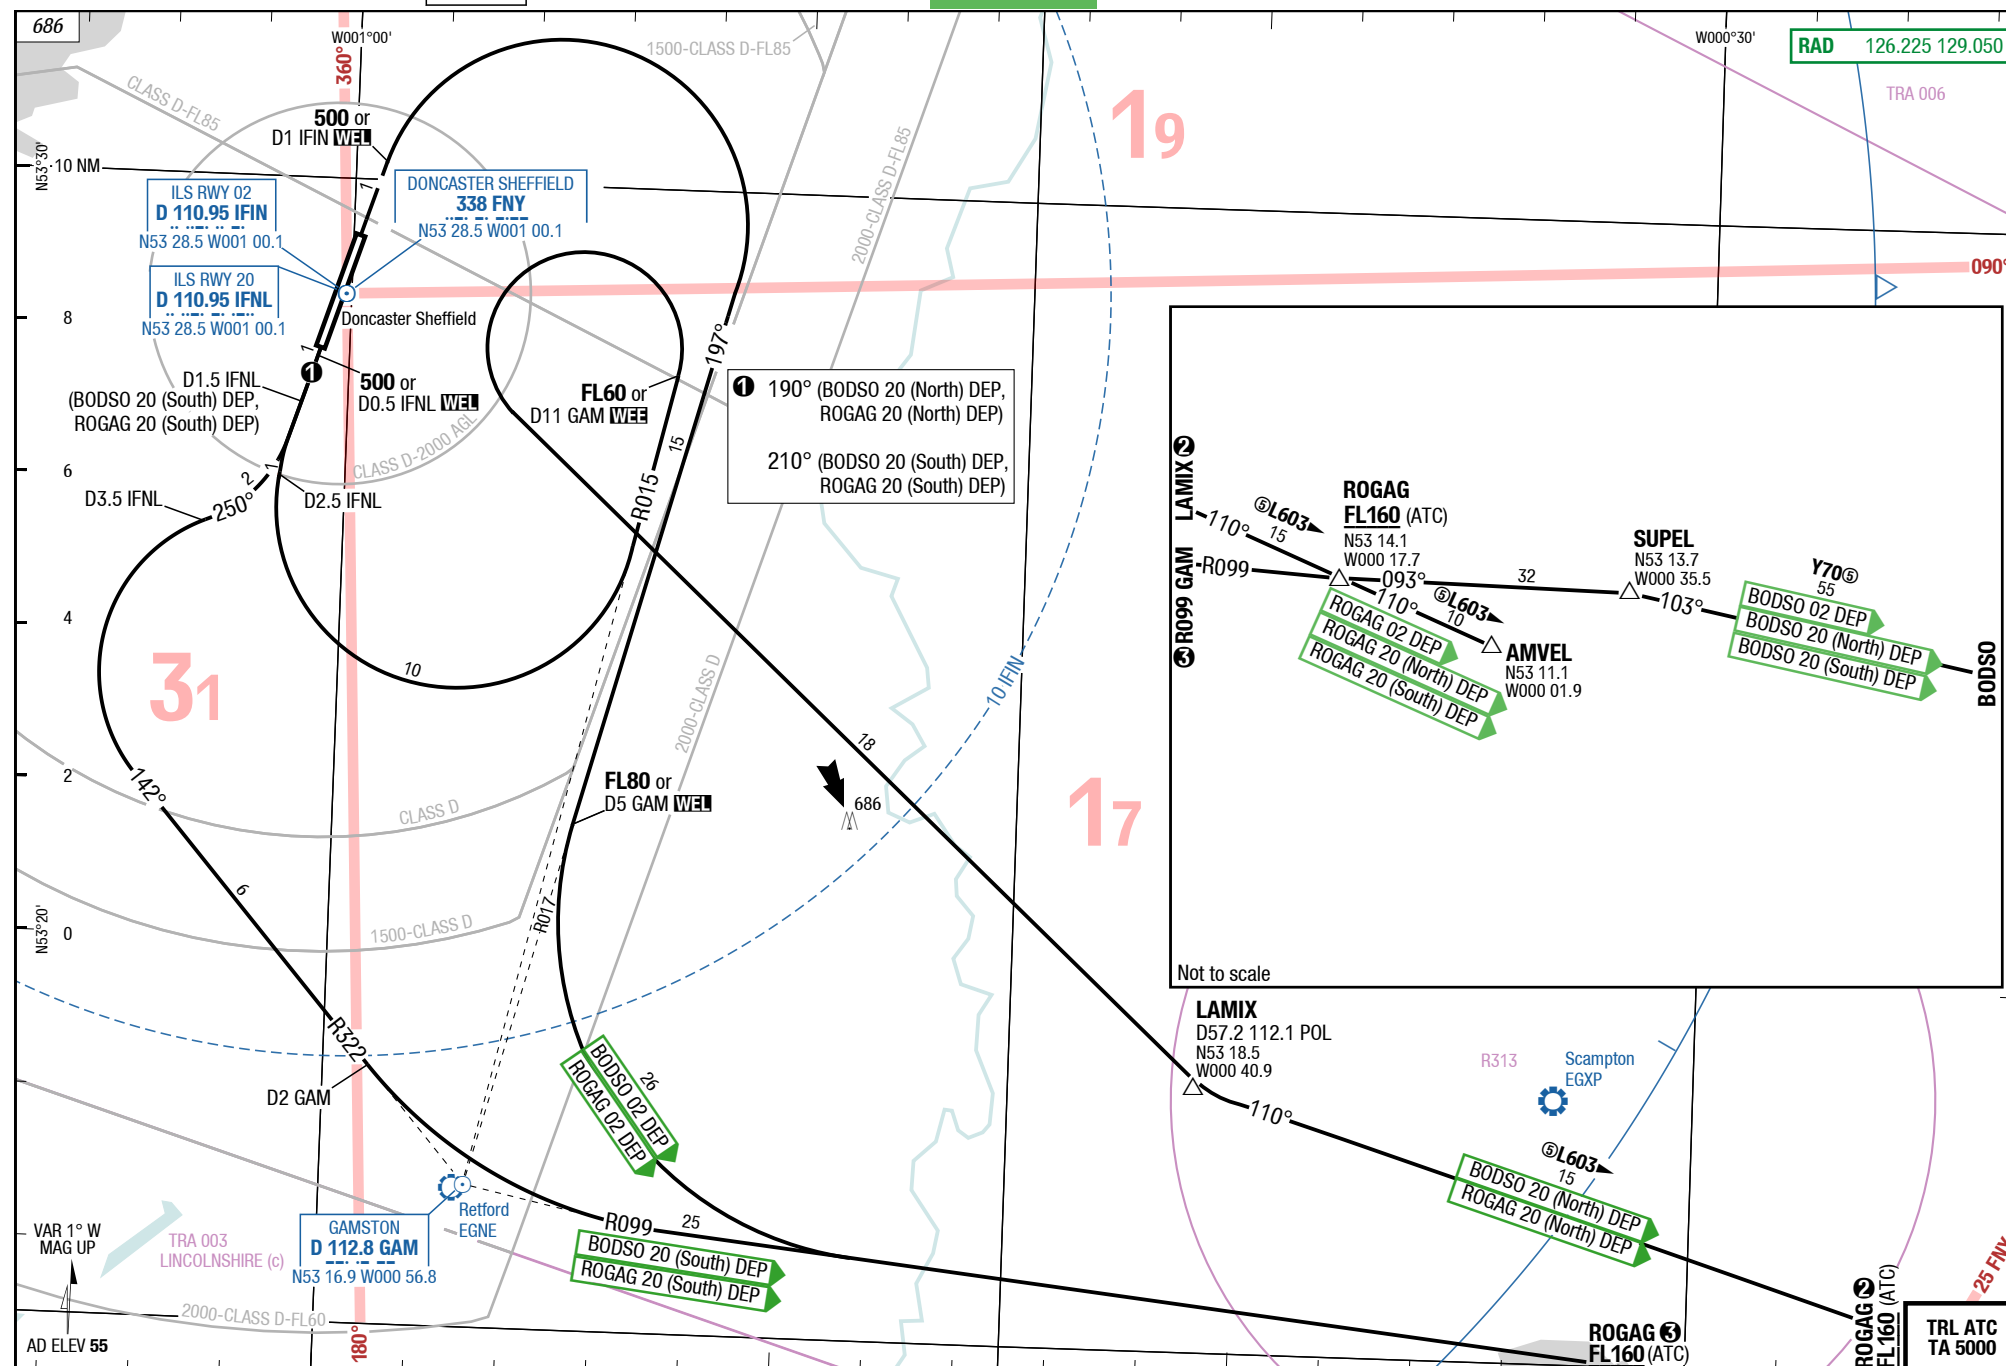 686
W001°00'
360°
1500-CLASS D-FL85
W000°30'
RAD 126.225 129.050
TRA 006
CLASS D-FL85
500 or
D1 IFIN WEL
19
2000-CLASS D-FL85
N53°30'
10 NM
1
ILS RWY 02
D 110.95 IFIN
N53 28.5 W001 00.1
DONCASTER SHEFFIELD
338 FNY
N53 28.5 W001 00.1
ILS RWY 20
D 110.95 IFNL
N53 28.5 W001 00.1
090°
8
Doncaster Sheffield
197°
1
1
D1.5 IFNL
(BODSO 20 (South) DEP,
ROGAG 20 (South) DEP)
500 or
D0.5 IFNL WEL
FL60 or
D11 GAM WEE
1 190° (BODSO 20 (North) DEP,
ROGAG 20 (North) DEP)
210° (BODSO 20 (South) DEP,
ROGAG 20 (South) DEP)
CLASS D-2000 AGL
15
6
1
2
D3.5 IFNL
250°
D2.5 IFNL
R015
LAMIX 2
110°
5L603
15
ROGAG
FL160 (ATC)
N53 14.1
W000 17.7
3 R099 GAM
R099
093°
32
110°
5L603
10
SUPEL
N53 13.7
W000 35.5
103°
Y70 5
55
BODSO 02 DEP
BODSO 20 (North) DEP
BODSO 20 (South) DEP
BODSO
ROGAG 02 DEP
ROGAG 20 (North) DEP
ROGAG 20 (South) DEP
AMVEL
N53 11.1
W000 01.9
4
10
31
10 IFIN
2000-CLASS D
18
2
142°
CLASS D
FL80 or
D5 GAM WEL
686
17
6
R017
N53°20'
0
1500-CLASS D
Not to scale
R322
D2 GAM
BODSO 02 DEP
ROGAG 02 DEP
26
LAMIX
D57.2 112.1 POL
N53 18.5
W000 40.9
110°
R313
Scampton
EGXP
5L603
15
BODSO 20 (North) DEP
ROGAG 20 (North) DEP
Retford
EGNE
GAMSTON
D 112.8 GAM
N53 16.9 W000 56.8
R099
25
BODSO 20 (South) DEP
ROGAG 20 (South) DEP
VAR 1° W
MAG UP
TRA 003
LINCOLNSHIRE (c)
2000-CLASS D-FL60
AD ELEV 55
180°
ROGAG 3
FL160 (ATC)
ROGAG 2
FL160 (ATC)
25 FNY
TRL ATC
TA 5000